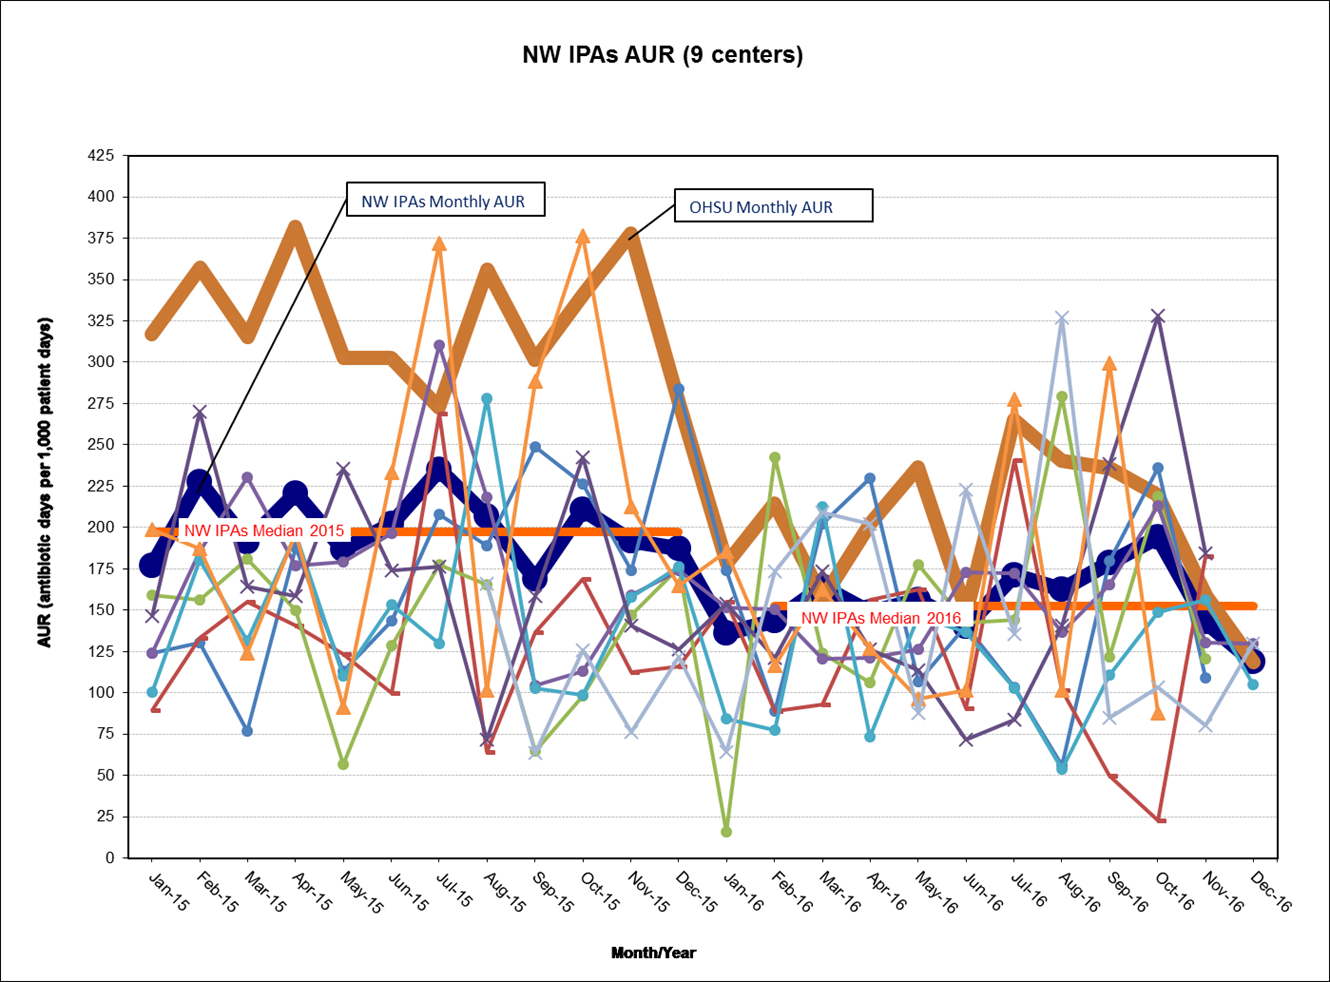 NW IPAs AUR (9 centers)
425
400
375
350
325
300
275
250
225
200
175
150
125
100
75
50
25
0
AUR (antibiotic days per 1,000 patient days)
NW IPAs Monthly AUR
OHSU Monthly AUR
NW IPAs Median 2015
NW IPAs Median 2016
Jan-15
Feb-15
Mar-15
Apr-15
May-15
Jun-15
Jul-15
Aug-15
Sep-15
Oct-15
Nov-15
Dec-15
Jan-16
Feb-16
Mar-16
Apr-16
May-16
Jun-16
Jul-16
Aug-16
Sep-16
Oct-16
Nov-16
Dec-16
Month/Year